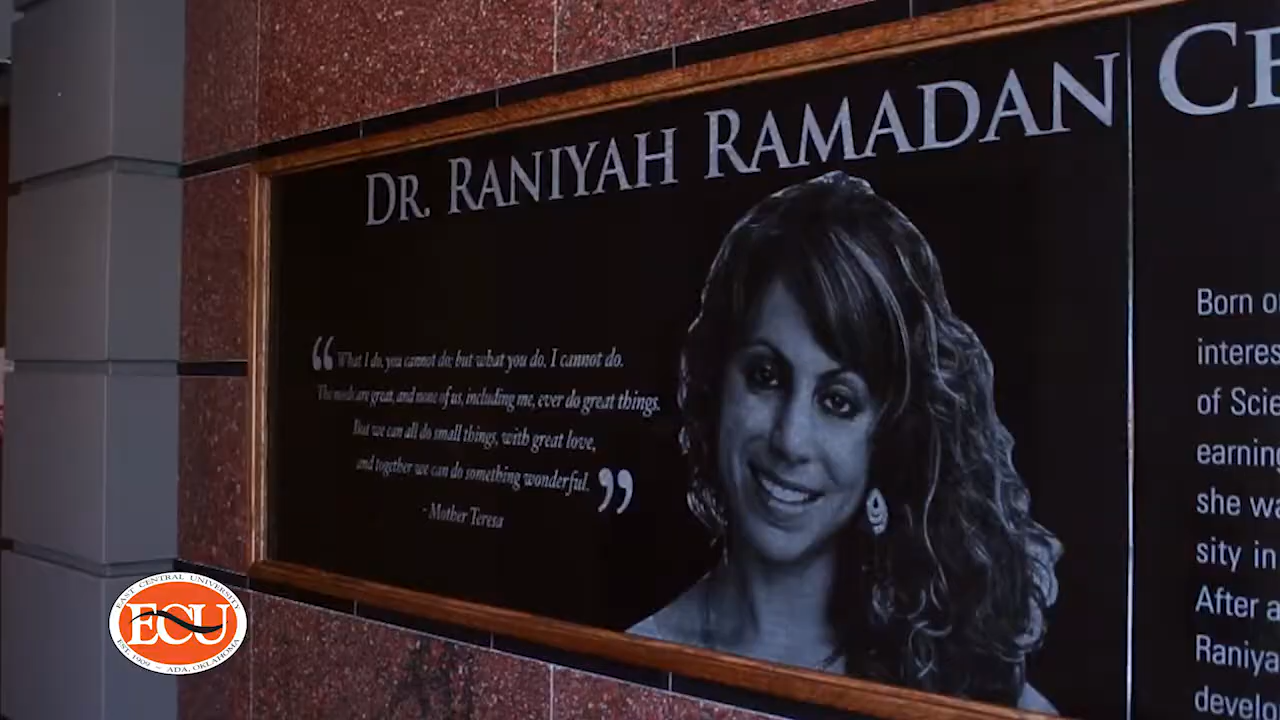 DR. RANIYAH RAMADAN CE
“ What I do, you cannot do; but what you do, I cannot do.
The needs are great, and none of us, including me, ever do great things.
But we can all do small things, with great love,
and together we can do something wonderful. ”
- Mother Teresa
Born o
interes
of Scie
earning
she wa
sity in
After a
Raniya
develo
EAST CENTRAL UNIVERSITY
ECU
EST. 1909 - ADA, OKLAHOMA